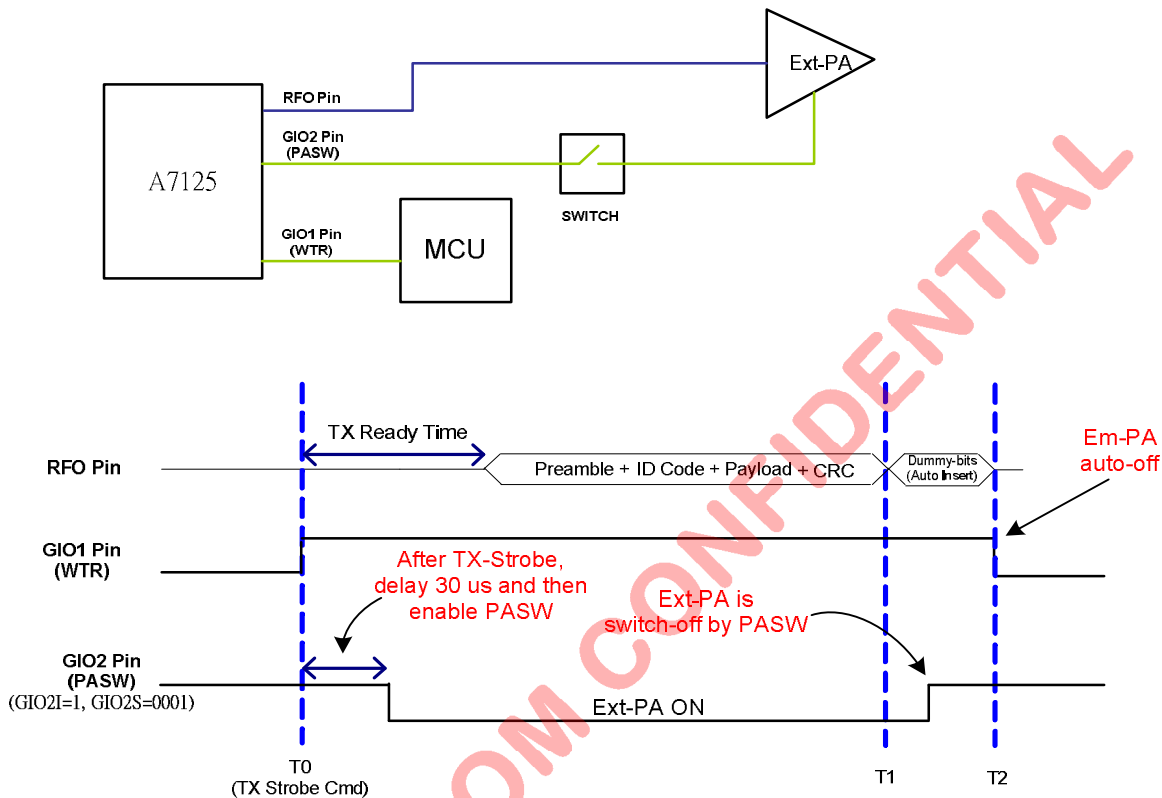 Ext-PA
RFO Pin
GIO2 Pin
(PASW)
A7125
SWITCH
GIO1 Pin
(WTR)
MCU
TX Ready Time
RFO Pin
Preamble + ID Code + Payload + CRC
Dummy-bits
(Auto Insert)
Em-PA
auto-off
GIO1 Pin
(WTR)
After TX-Strobe,
delay 30 us and then
enable PASW
Ext-PA is
switch-off by PASW
GIO2 Pin
(PASW)
(GIO2I=1, GIO2S=0001)
Ext-PA ON
T0
(TX Strobe Cmd)
T1
T2
OM CONFIDENTIAL